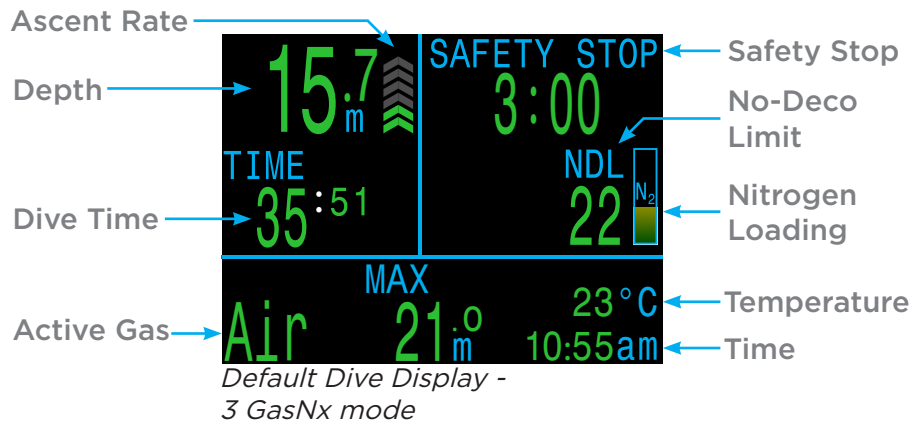 Ascent Rate
Depth
Dive Time
Active Gas
15.7
m
TIME
35:51
SAFETY STOP
3:00
NDL
22
N2
Air
MAX
21.0
m
23°C
10:55am
Safety Stop
No-Deco
Limit
Nitrogen
Loading
Temperature
Time
Default Dive Display -
3 GasNx mode